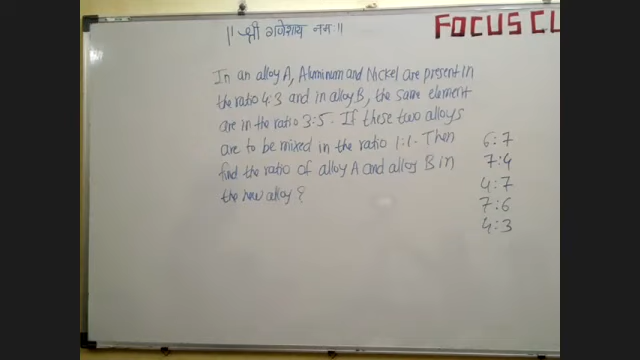 || श्री गणेशाय नमः ||
FOCUS CU
In an alloy A, Aluminum and Nickel are present in
the ratio 4:3 and in alloy B, the same element
are in the ratio 3:5. If these two alloys
are to be mixed in the ratio 1:1. Then
find the ratio of alloy A and alloy B in
the new alloy?
6:7
7:4
4:7
7:6
4:3